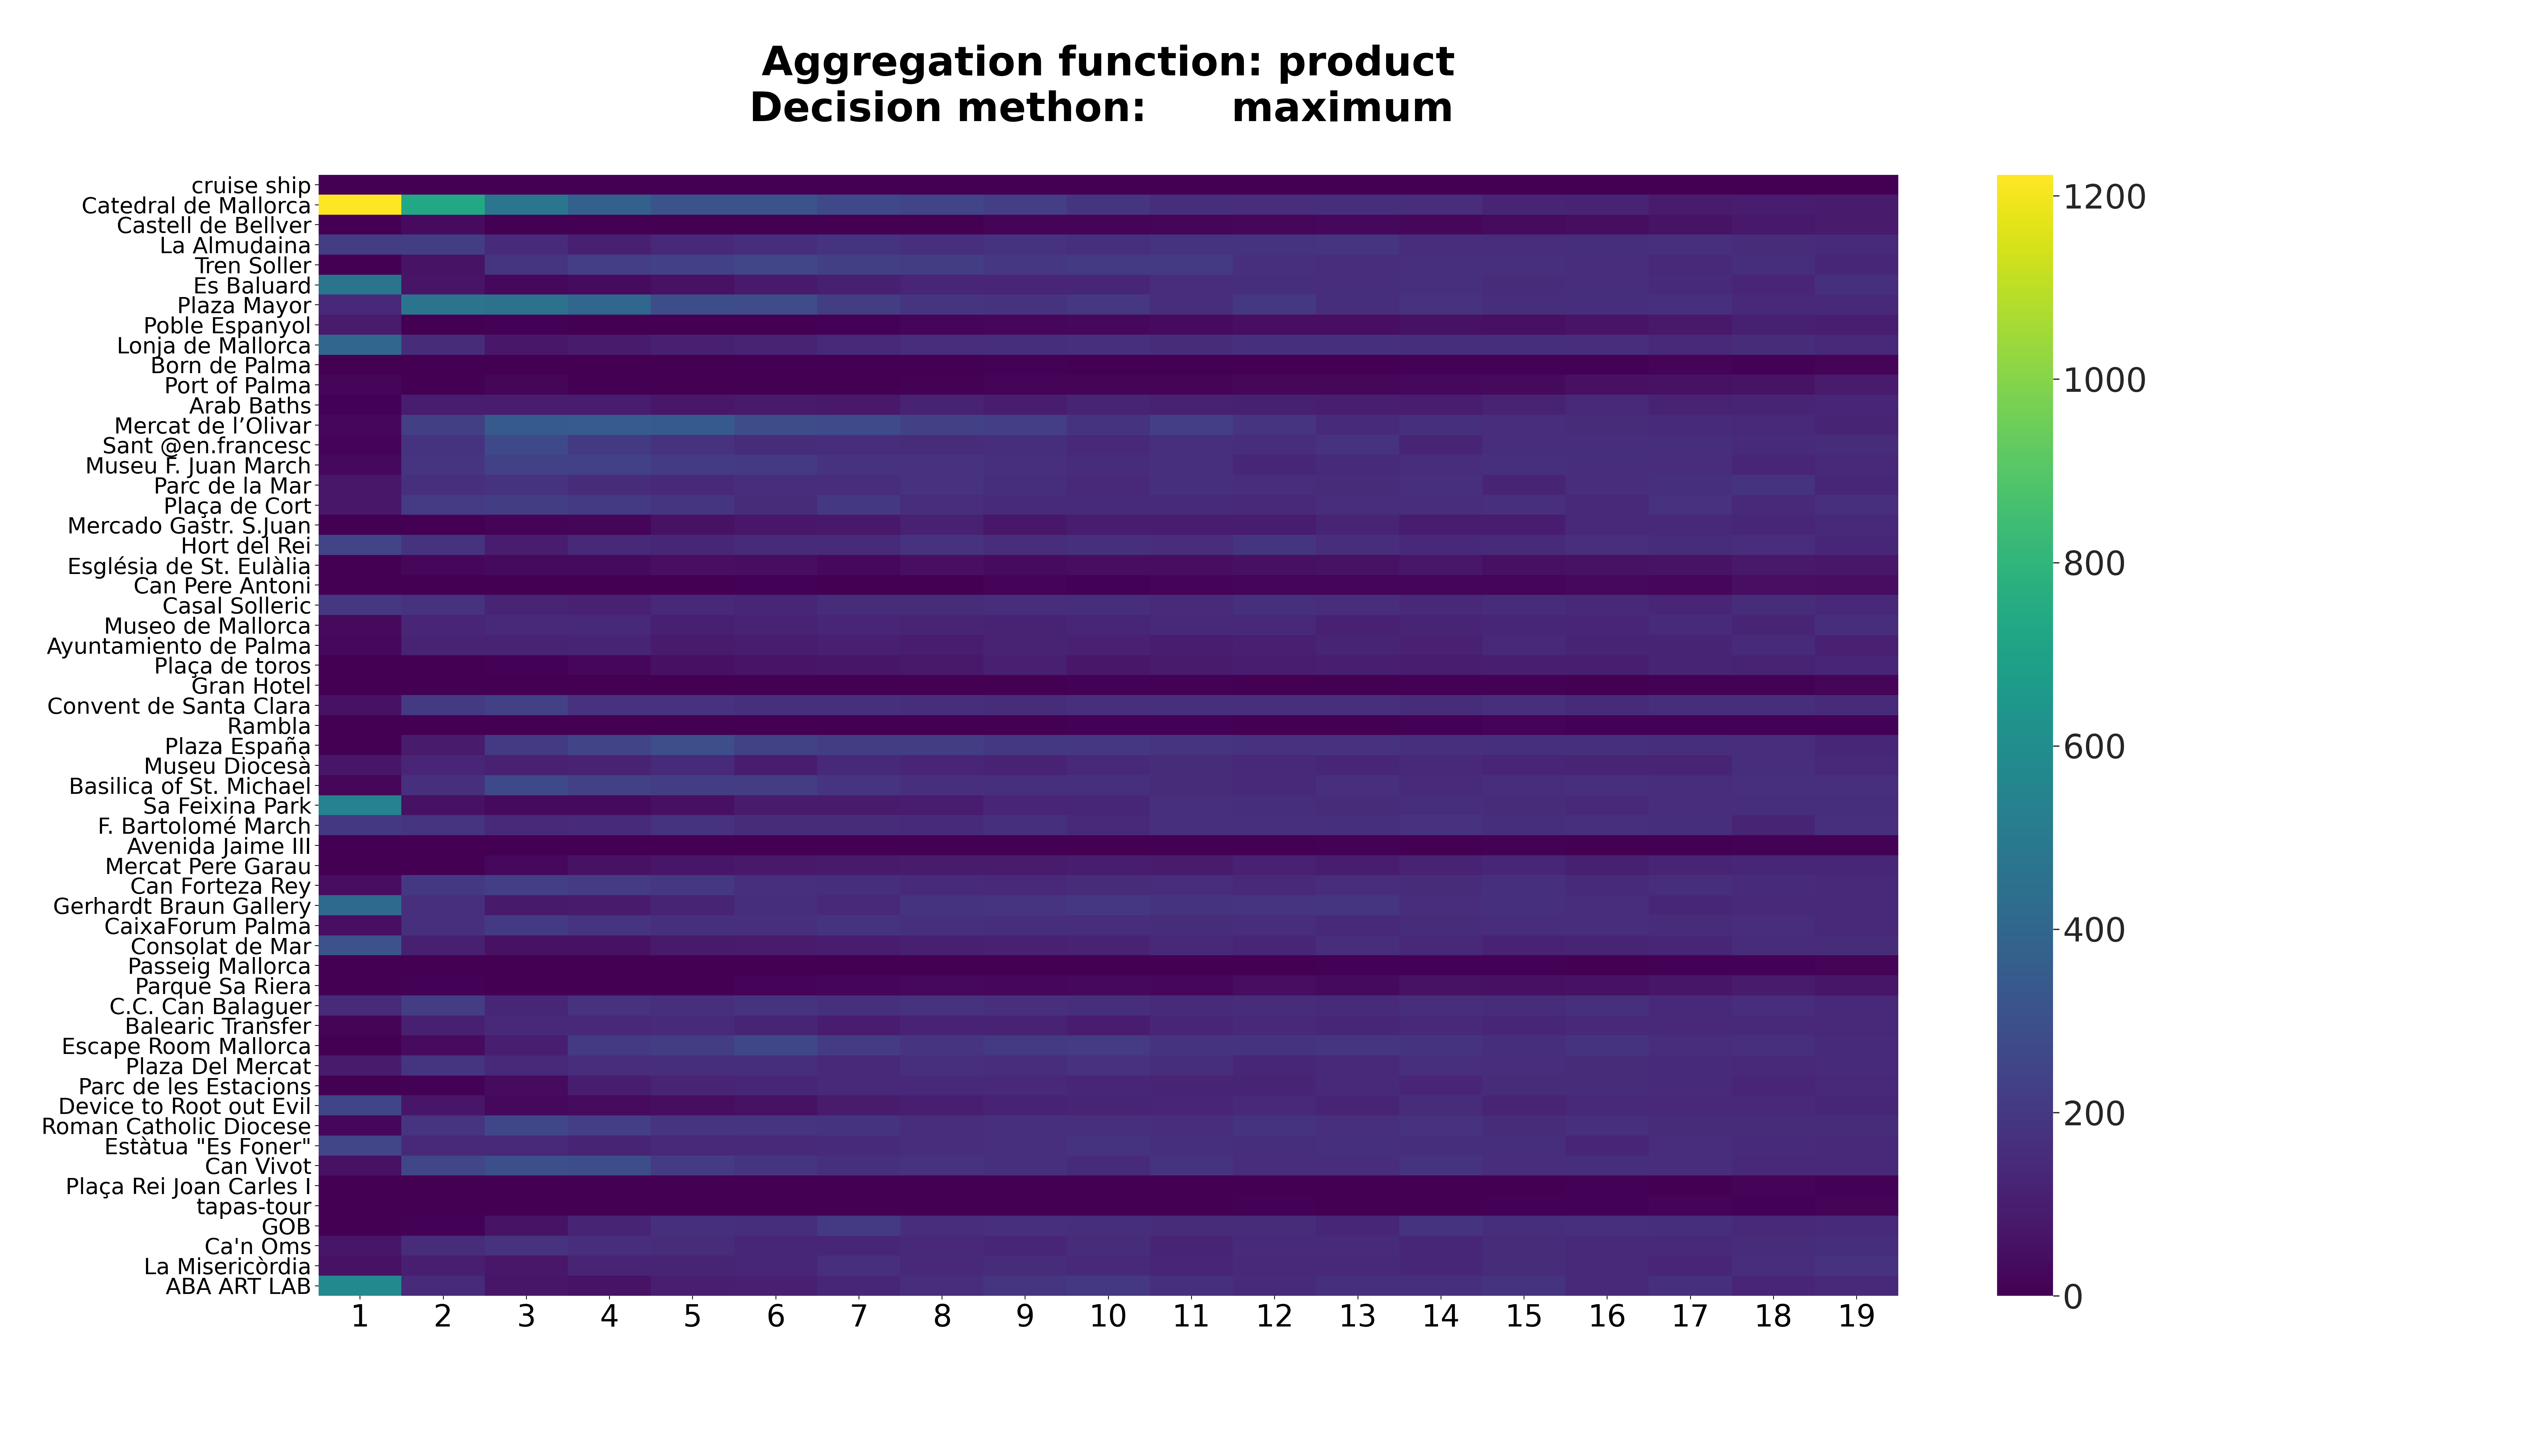 Aggregation function: product
Decision methon: maximum
cruise ship
Catedral de Mallorca
Castell de Bellver
La Almudaina
Tren Soller
Es Baluard
Plaza Mayor
Poble Espanyol
Lonja de Mallorca
Born de Palma
Port of Palma
Arab Baths
Mercat de l’Olivar
Sant @en.francesc
Museu F. Juan March
Parc de la Mar
Plaça de Cort
Mercado Gastr. S.Juan
Hort del Rei
Església de St. Eulàlia
Can Pere Antoni
Casal Solleric
Museo de Mallorca
Ayuntamiento de Palma
Plaça de toros
Gran Hotel
Convent de Santa Clara
Rambla
Plaza España
Museu Diocesà
Basilica of St. Michael
Sa Feixina Park
F. Bartolomé March
Avenida Jaime III
Mercat Pere Garau
Can Forteza Rey
Gerhardt Braun Gallery
CaixaForum Palma
Consolat de Mar
Passeig Mallorca
Parque Sa Riera
C.C. Can Balaguer
Balearic Transfer
Escape Room Mallorca
Plaza Del Mercat
Parc de les Estacions
Device to Root out Evil
Roman Catholic Diocese
Estàtua "Es Foner"
Can Vivot
Plaça Rei Joan Carles I
tapas-tour
GOB
Ca'n Oms
La Misericòrdia
ABA ART LAB
1 2 3 4 5 6 7 8 9 10 11 12 13 14 15 16 17 18 19
1200
1000
800
600
400
200
0